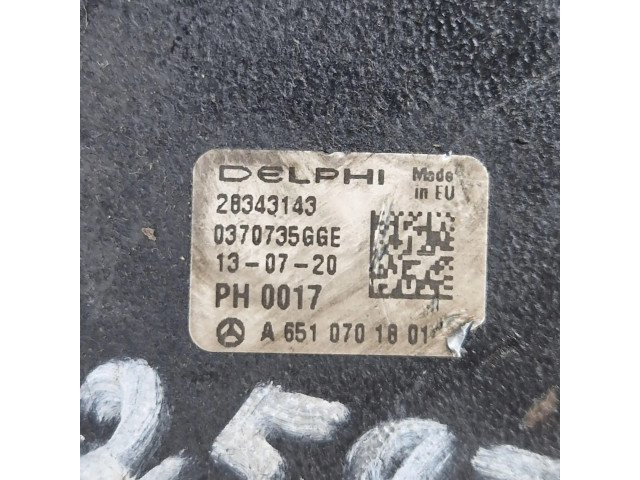 DELPHI Made in EU
28343143
0370735GGE
13-07-20
PH 0017
A 651 070 18 01